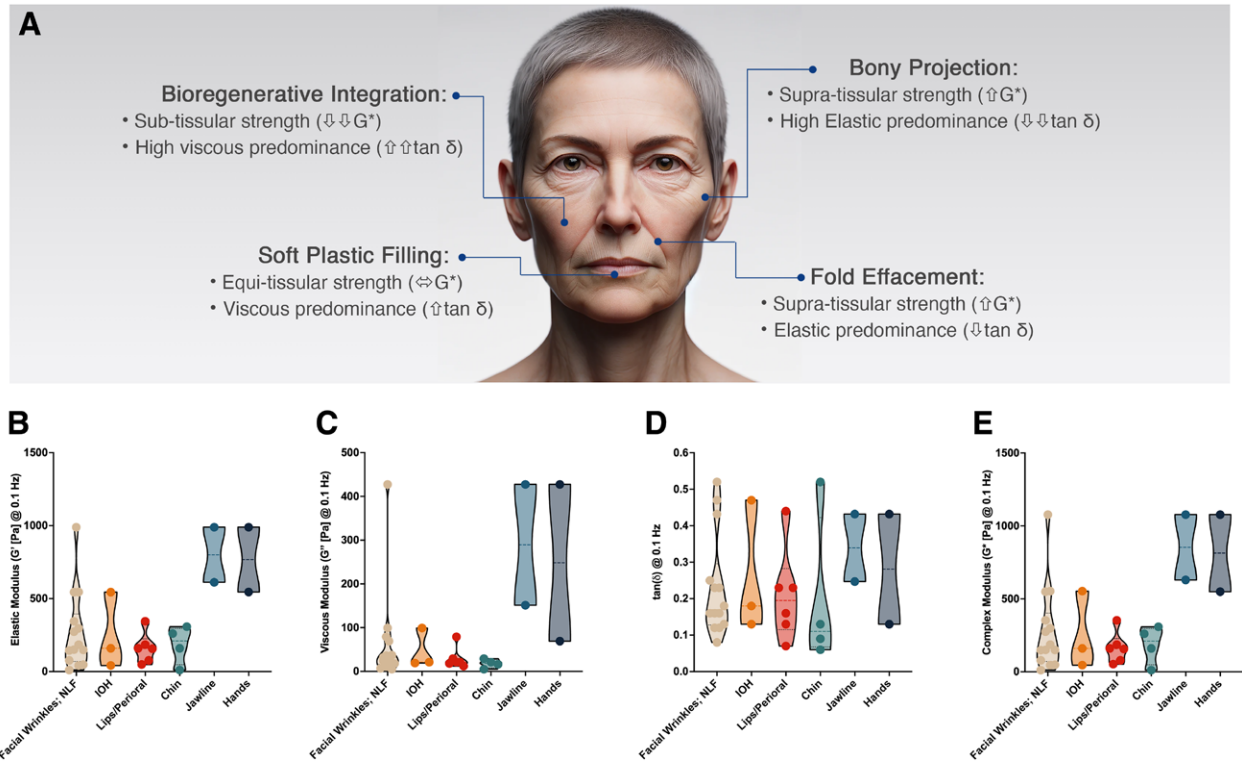 A
Bioregenerative Integration:
• Sub-tissular strength (⇩⇩G*)
• High viscous predominance (⇧⇧tan δ)
Bony Projection:
• Supra-tissular strength (⇧G*)
• High Elastic predominance (⇩⇩tan δ)
Soft Plastic Filling:
• Equi-tissular strength (⬄G*)
• Viscous predominance (⇧tan δ)
Fold Effacement:
• Supra-tissular strength (⇧G*)
• Elastic predominance (⇩tan δ)
B
Elastic Modulus (G' [Pa] @ 0.1 Hz)
1500
1000
500
0
Facial Wrinkles; NLF
IOH
Lips/Perioral
Chin
Jawline
Hands
C
Viscous Modulus (G'' [Pa] @ 0.1 Hz)
500
400
300
200
100
0
Facial Wrinkles; NLF
IOH
Lips/Perioral
Chin
Jawline
Hands
D
tan(δ) @ 0.1 Hz
0.6
0.5
0.4
0.3
0.2
0.1
0.0
Facial Wrinkles; NLF
IOH
Lips/Perioral
Chin
Jawline
Hands
E
Complex Modulus (G* [Pa] @ 0.1 Hz)
1500
1000
500
0
Facial Wrinkles; NLF
IOH
Lips/Perioral
Chin
Jawline
Hands